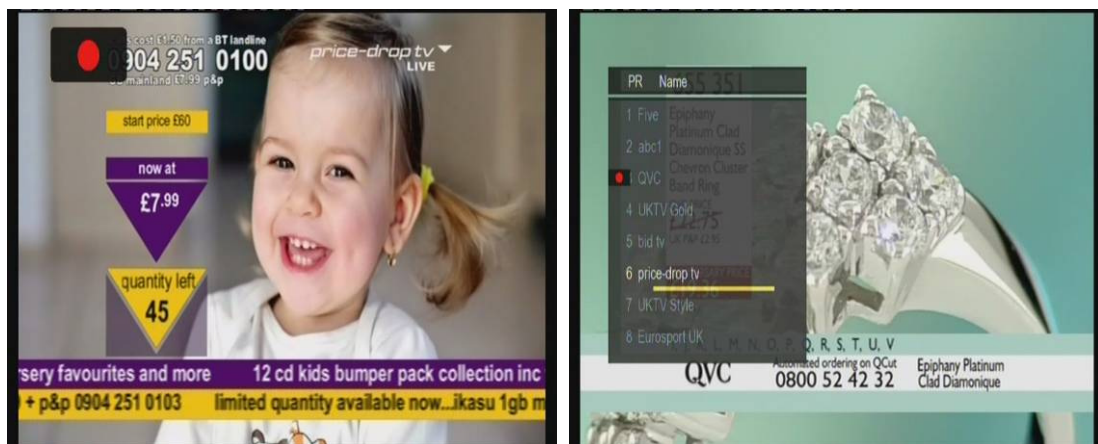 s cost £1.50 from a BT landline
0904 251 0100
mainland £7.99 p&p
price-drop tv
LIVE
start price £60
now at
£7.99
quantity left
45
rsery favourites and more 12 cd kids bumper pack collection inc
+ p&p 0904 251 0103 limited quantity available now...ikasu 1gb m
PR Name
1 Five
2 abc1
QVC
4 UKTV Gold
5 bid tv
6 price-drop tv
7 UKTV Style
8 Eurosport UK
55 351
Epiphany
Platinum Clad
Diamonique SS
Chevron Cluster
Band Ring
UK P&P £2.95
L, M, N, O, P, Q, R, S, T, U, V
QVC
Automated ordering on QCut
0800 52 42 32
Epiphany Platinum
Clad Diamonique